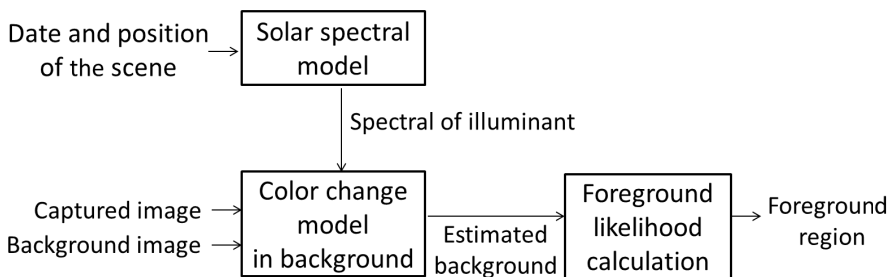 Date and position
of the scene
Solar spectral
model
Spectral of illuminant
Captured image
Background image
Color change
model
in background
Estimated
background
Foreground
likelihood
calculation
Foreground
region